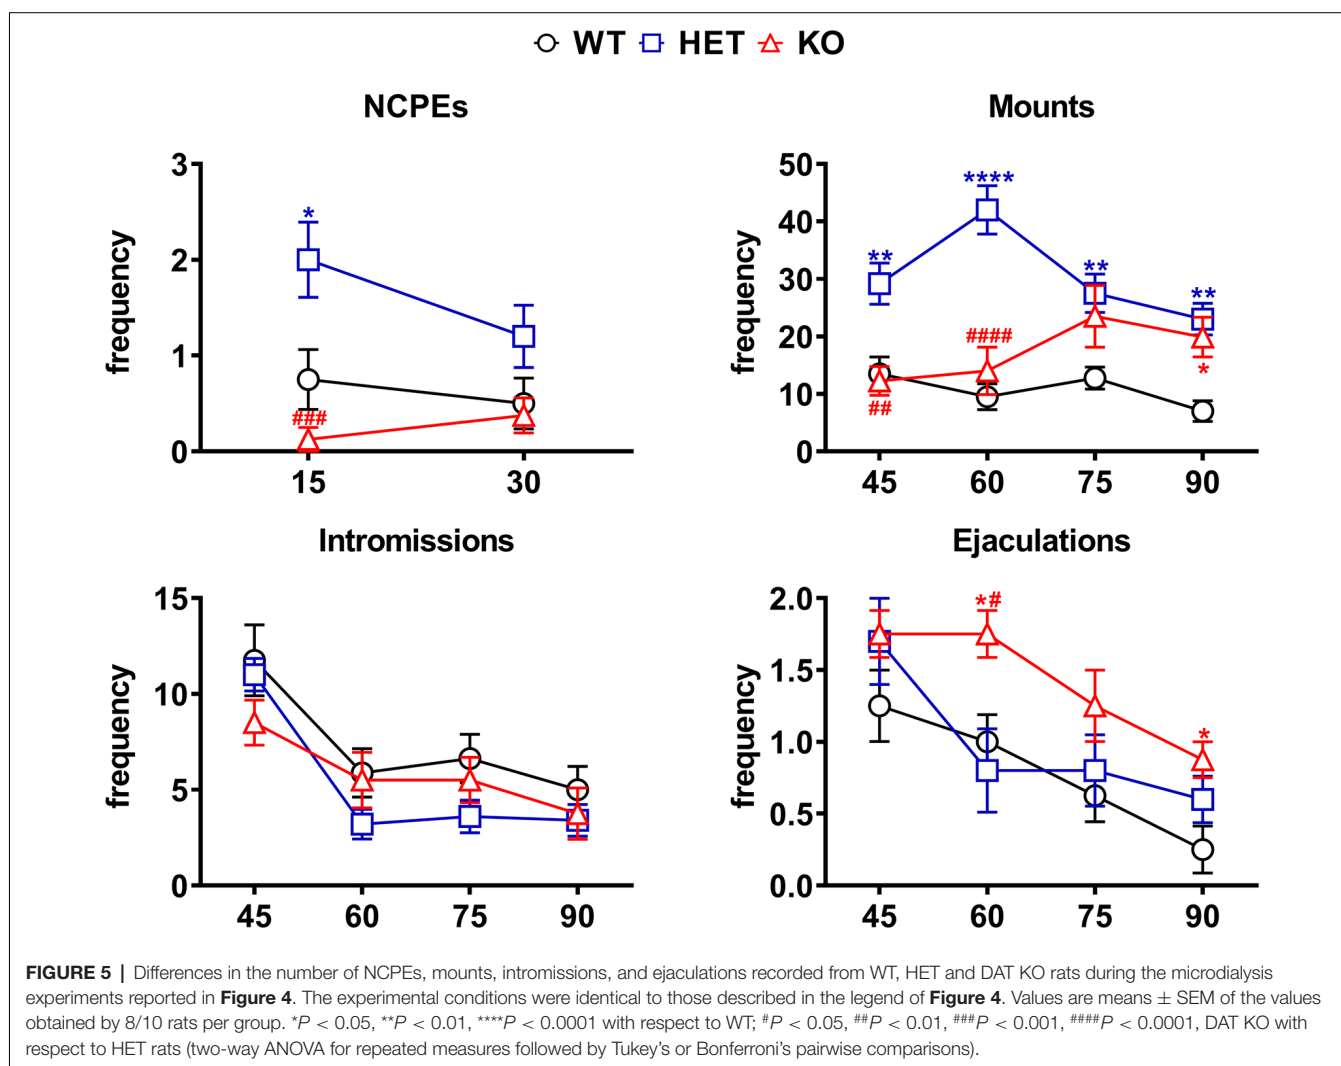 WT HET KO
NCPEs
frequency
3
2
1
0
15 30
*
###
Mounts
frequency
50
40
30
20
10
0
45 60 75 90
** **** ** **
## #### *
Intromissions
frequency
15
10
5
0
45 60 75 90
Ejaculations
frequency
2.0
1.5
1.0
0.5
0.0
45 60 75 90
*# *
FIGURE 5 | Differences in the number of NCPEs, mounts, intromissions, and ejaculations recorded from WT, HET and DAT KO rats during the microdialysis
experiments reported in Figure 4. The experimental conditions were identical to those described in the legend of Figure 4. Values are means ± SEM of the values
obtained by 8/10 rats per group. *P < 0.05, **P < 0.01, ****P < 0.0001 with respect to WT; #P < 0.05, ##P < 0.01, ###P < 0.001, ####P < 0.0001, DAT KO with
respect to HET rats (two-way ANOVA for repeated measures followed by Tukey's or Bonferroni's pairwise comparisons).